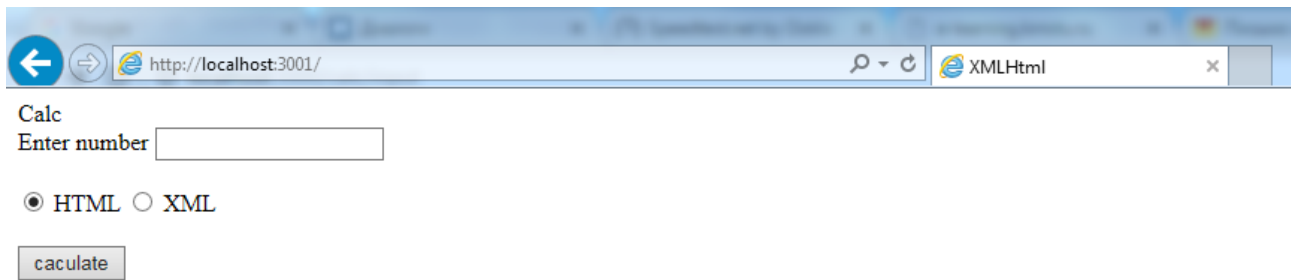 http://localhost:3001/
XMLHtml
Calc
Enter number
HTML XML
caculate